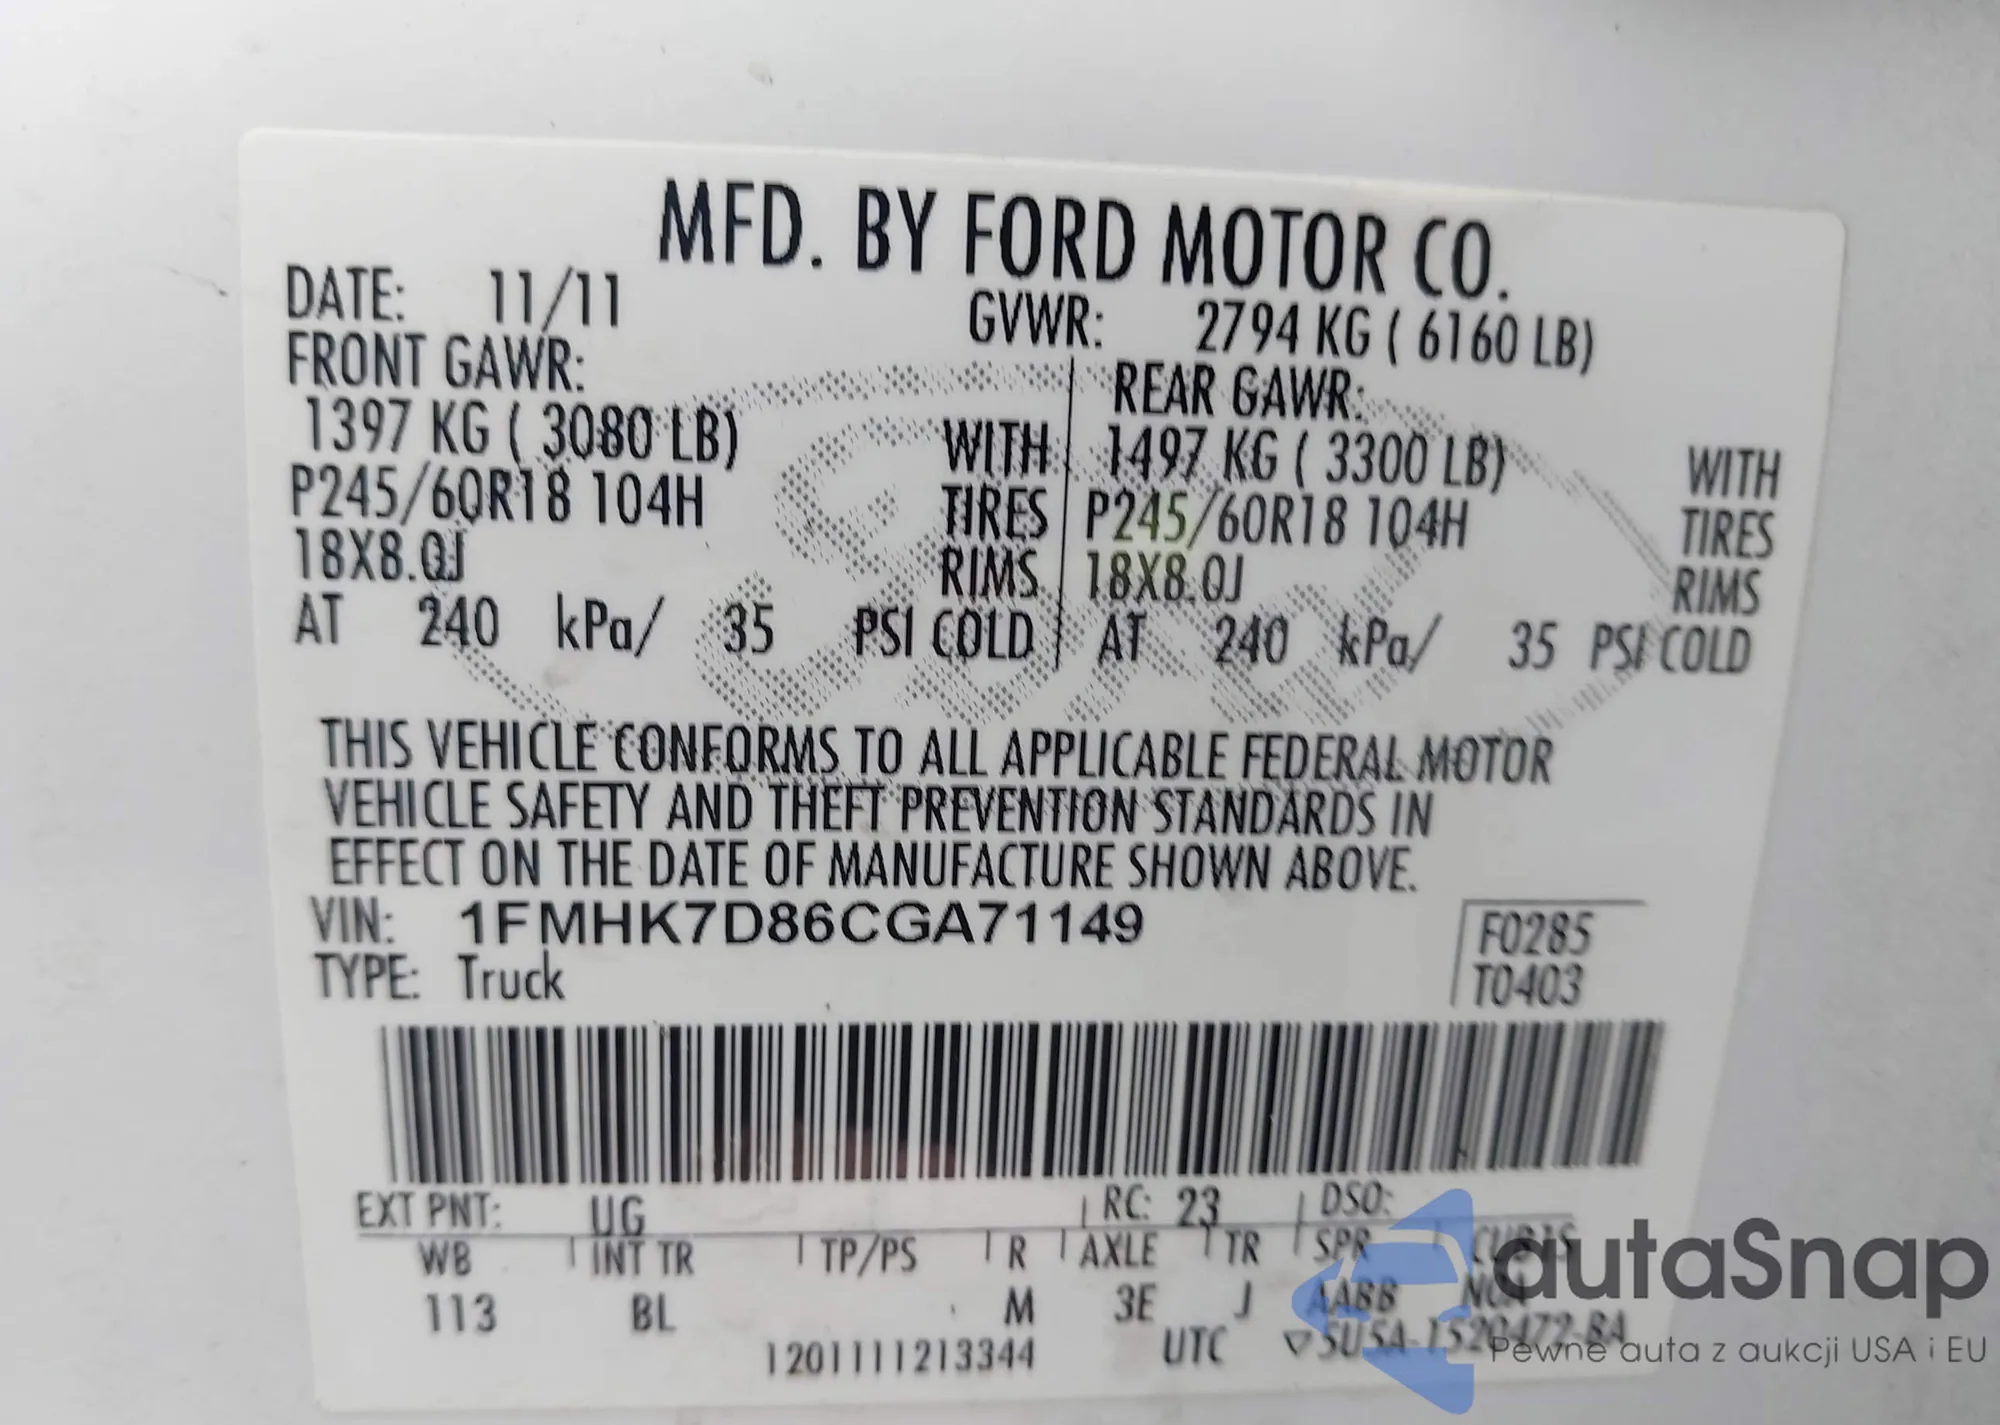 MFD. BY FORD MOTOR CO.
DATE: 11/11 GVWR: 2794 KG ( 6160 LB)
FRONT GAWR: REAR GAWR:
1397 KG ( 3080 LB) WITH 1497 KG ( 3300 LB) WITH
P245/60R18 104H TIRES P245/60R18 104H TIRES
18X8.0J RIMS 18X8.0J RIMS
AT 240 kPa/ 35 PSI COLD AT 240 kPa/ 35 PSI COLD
Ford
THIS VEHICLE CONFORMS TO ALL APPLICABLE FEDERAL MOTOR
VEHICLE SAFETY AND THEFT PREVENTION STANDARDS IN
EFFECT ON THE DATE OF MANUFACTURE SHOWN ABOVE.
VIN: 1FMHK7D86CGA71149 F0285
TYPE: Truck T0403
EXT PNT: UG RC: 23 DSO:
WB INT TR TP/PS R AXLE TR SPR
113 BL M 3E J AABB
1201111213344 UTC ▽5USA-1520472-BA
autaSnap
Pewne auta z aukcji USA i EU